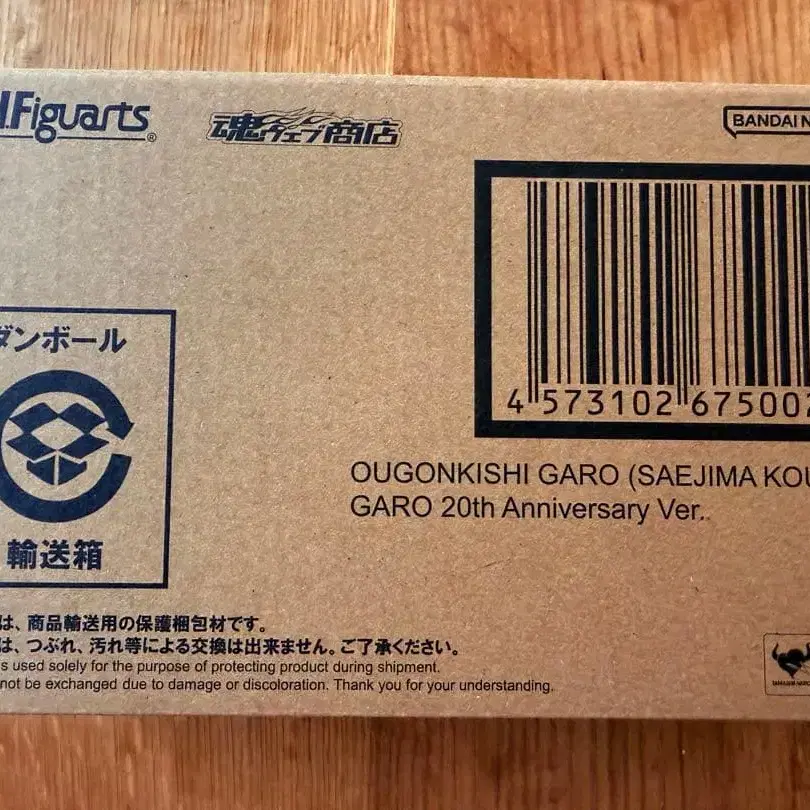 .Figuarts®
魂ウェブ商店
BANDAI N
4 573102 67500
OUGONKISHI GARO (SAEJIMA KOU
GARO 20th Anniversary Ver.
ダンボール
輸送箱
は、商品輸送用の保護梱包材です。
は、つぶれ、汚れ等による交換は出来ません。ご了承ください。
s used solely for the purpose of protecting product during shipment.
not be exchanged due to damage or discoloration. Thank you for your understanding.